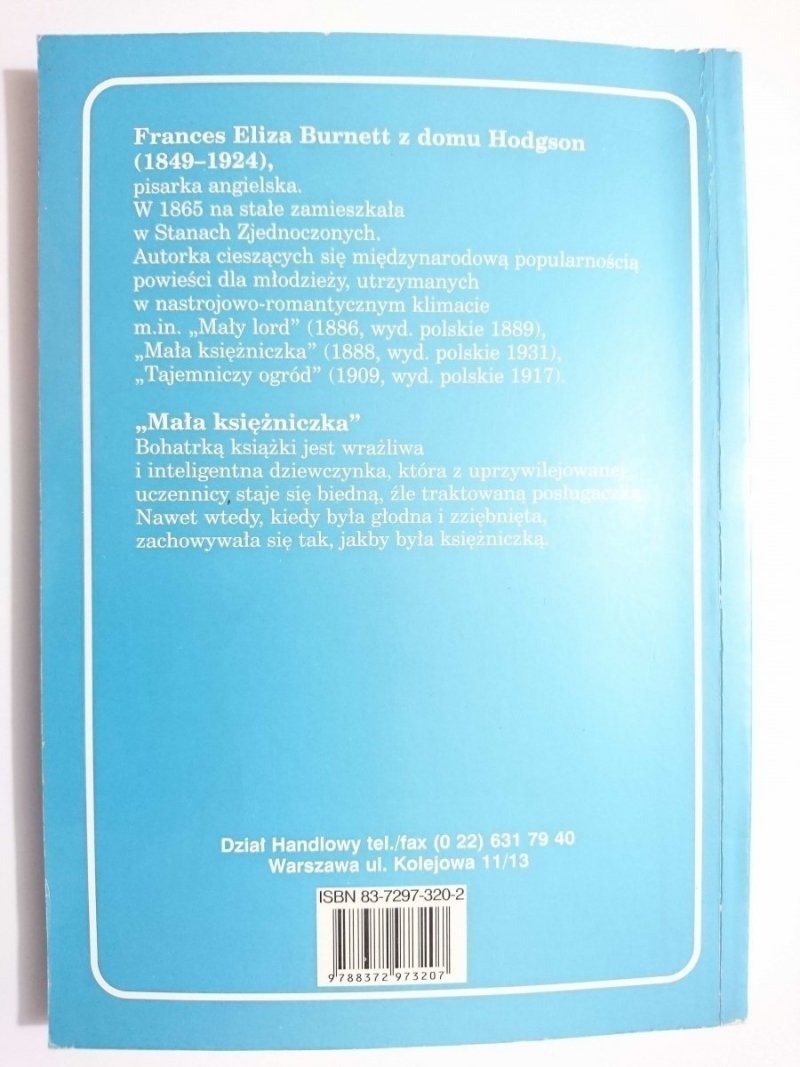 Frances Eliza Burnett z domu Hodgson
(1849–1924),
pisarka angielska.
W 1865 na stałe zamieszkała
w Stanach Zjednoczonych.
Autorka cieszących się międzynarodową popularnością
powieści dla młodzieży, utrzymanych
w nastrojowo-romantycznym klimacie
m.in. „Mały lord” (1886, wyd. polskie 1889),
„Mała księżniczka” (1888, wyd. polskie 1931),
„Tajemniczy ogród” (1909, wyd. polskie 1917).
„Mała księżniczka”
Bohatrką książki jest wrażliwa
i inteligentna dziewczynka, która z uprzywilejowanej
uczennicy, staje się biedną, źle traktowaną posługaczką.
Nawet wtedy, kiedy była głodna i zziębnięta,
zachowywała się tak, jakby była księżniczką.
Dział Handlowy tel./fax (0 22) 631 79 40
Warszawa ul. Kolejowa 11/13
ISBN 83-7297-320-2
9788372973207